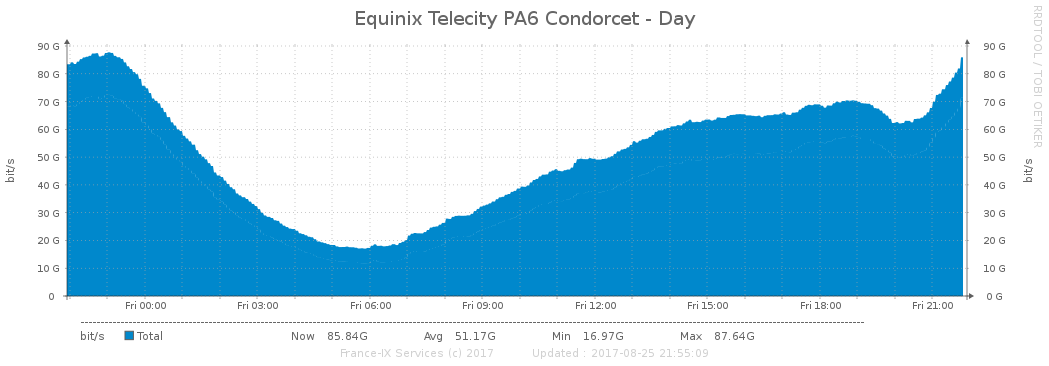 Equinix Telecity PA6 Condorcet - Day
RRDTOOL / TOBI OETIKER
bit/s
90 G
80 G
70 G
60 G
50 G
40 G
30 G
20 G
10 G
0
90 G
80 G
70 G
60 G
50 G
40 G
30 G
20 G
10 G
0 G
bit/s
Fri 00:00 Fri 03:00 Fri 06:00 Fri 09:00 Fri 12:00 Fri 15:00 Fri 18:00 Fri 21:00
bit/s Total Now 85.84G Avg 51.17G Min 16.97G Max 87.64G
France-IX Services (c) 2017 Updated : 2017-08-25 21:55:09